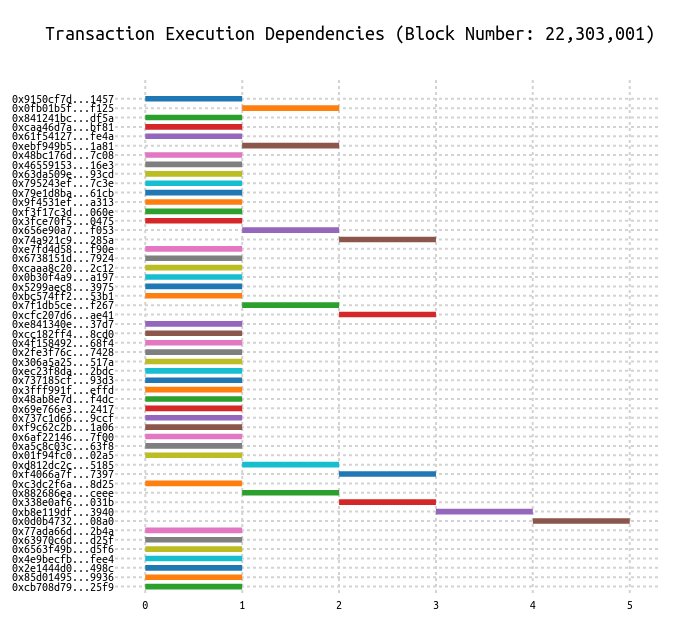 Transaction Execution Dependencies (Block Number: 22,303,001)
0x9150cf7d...1457
0x0fb01b5f...f125
0x841241bc...df5a
0xcaa46d7a...bf81
0x61f54127...fe4a
0xebf949b5...1a81
0x48bc176d...7c08
0x46559153...16e3
0x63da509e...93cd
0x795243ef...7c3e
0x79e1d8ba...61cb
0x9f4531ef...a313
0xf3f17c3d...060e
0x3fce70f5...0475
0x656e90a7...f053
0x74a921c9...285a
0xe7fd4d58...f90e
0x6738151d...7924
0xcaaa8c20...2c12
0x0b30f4a9...a197
0x5299aec8...3975
0xbc574ff2...53b1
0x7f1db5ce...f267
0xcfc207d6...ae41
0xe841340e...37d7
0xcc182ff4...8cd0
0x4f158492...68f4
0x2fe3f76c...7428
0x306a5a25...517a
0xec23f8da...2bdc
0x737185cf...93d3
0x3fff991f...effd
0x48ab8e7d...f4dc
0x69e766e3...2417
0x737c1d66...9ccf
0xf9c62c2b...1a06
0x6af22146...7f00
0xa5c8c03c...63f8
0x01f94fc0...02a5
0xd812dc2c...5185
0xf4066a7f...7397
0xc3dc2f6a...8d25
0x882686ea...ceee
0x338e0af6...031b
0xb8e119df...3940
0x0d0b4732...08a0
0x77ada66d...2b4a
0x63970c6d...d25f
0x6563f49b...d5f6
0x4e9becfb...fee4
0x2e1444d0...498c
0x85d01495...9936
0xcb708d79...25f9
0 1 2 3 4 5